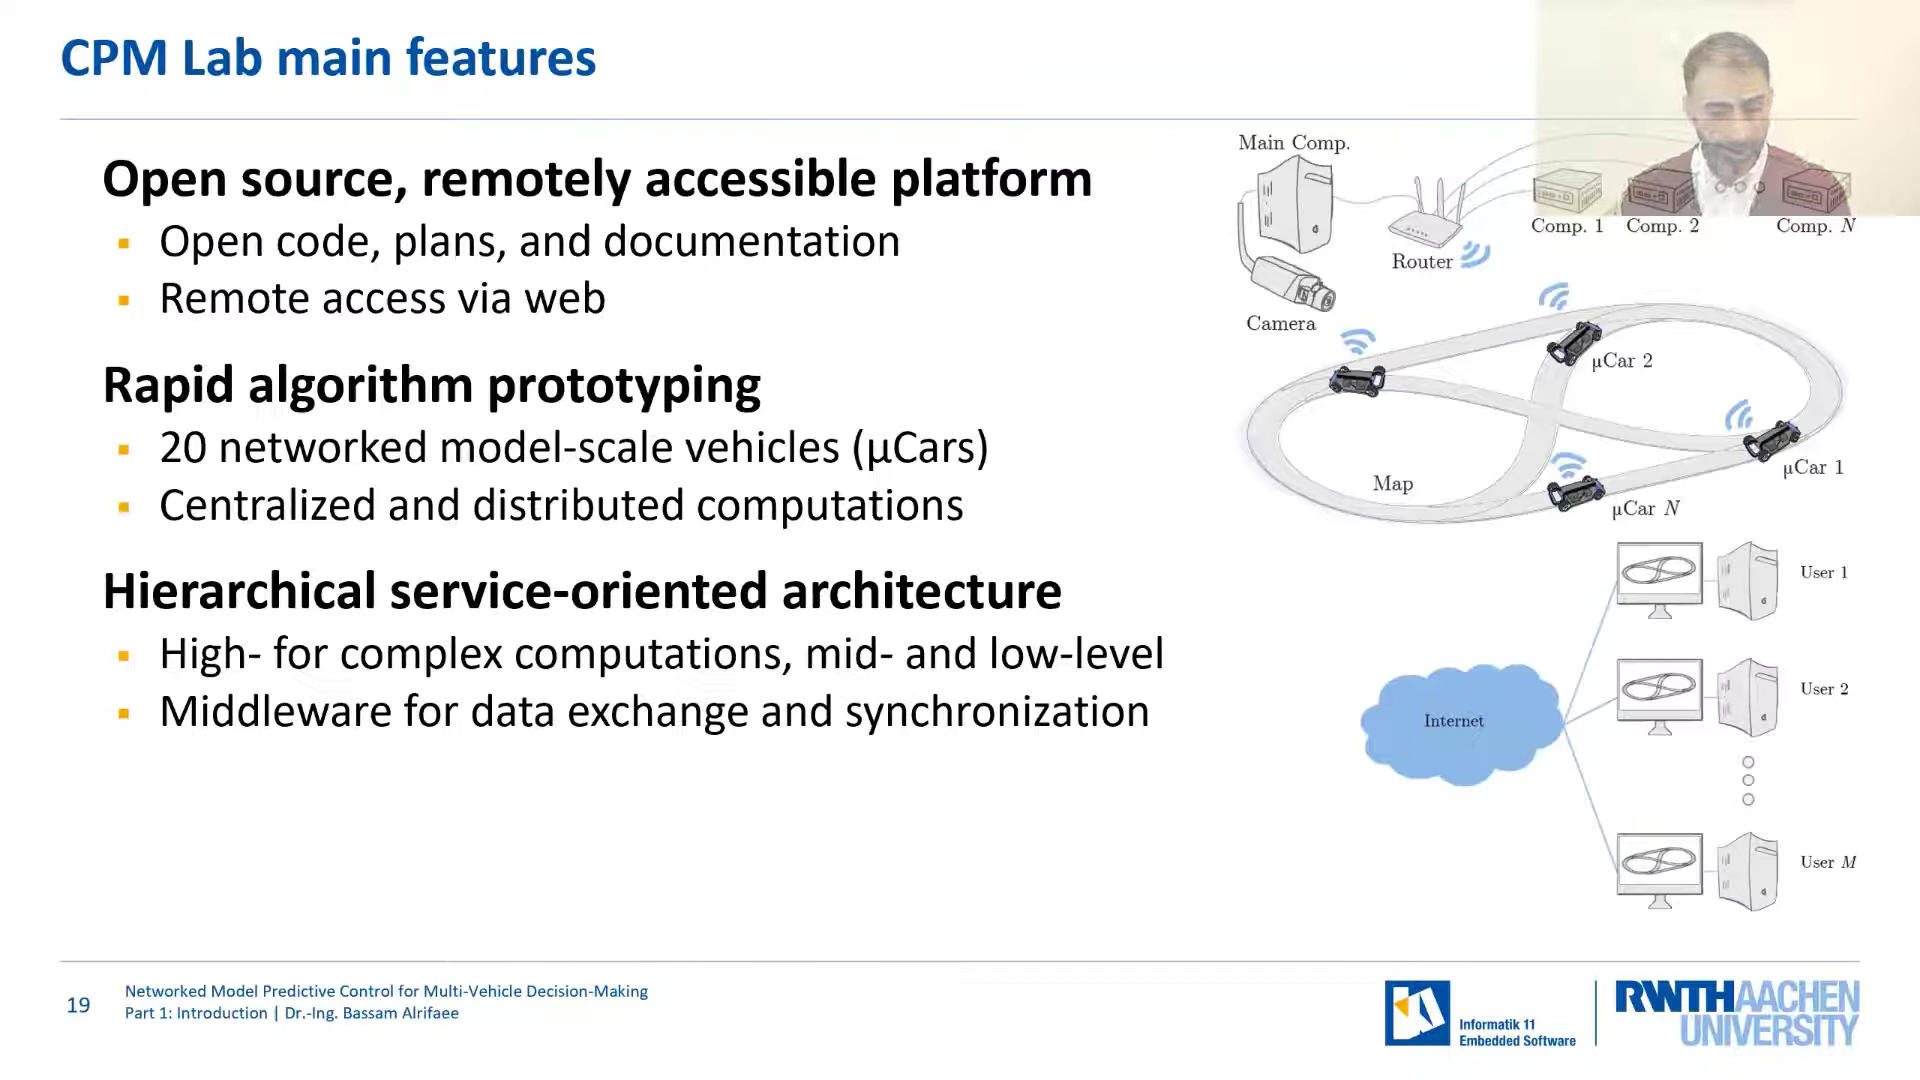 CPM Lab main features
Open source, remotely accessible platform
▪ Open code, plans, and documentation
▪ Remote access via web
Rapid algorithm prototyping
▪ 20 networked model-scale vehicles (µCars)
▪ Centralized and distributed computations
Hierarchical service-oriented architecture
▪ High- for complex computations, mid- and low-level
▪ Middleware for data exchange and synchronization
Main Comp.
Router
Comp. 1
Comp. 2
Comp. N
Camera
µCar 2
µCar 1
Map
µCar N
User 1
User 2
Internet
User M
19
Networked Model Predictive Control for Multi-Vehicle Decision-Making
Part 1: Introduction | Dr.-Ing. Bassam Alrifaee
Informatik 11
Embedded Software
RWTH AACHEN
UNIVERSITY